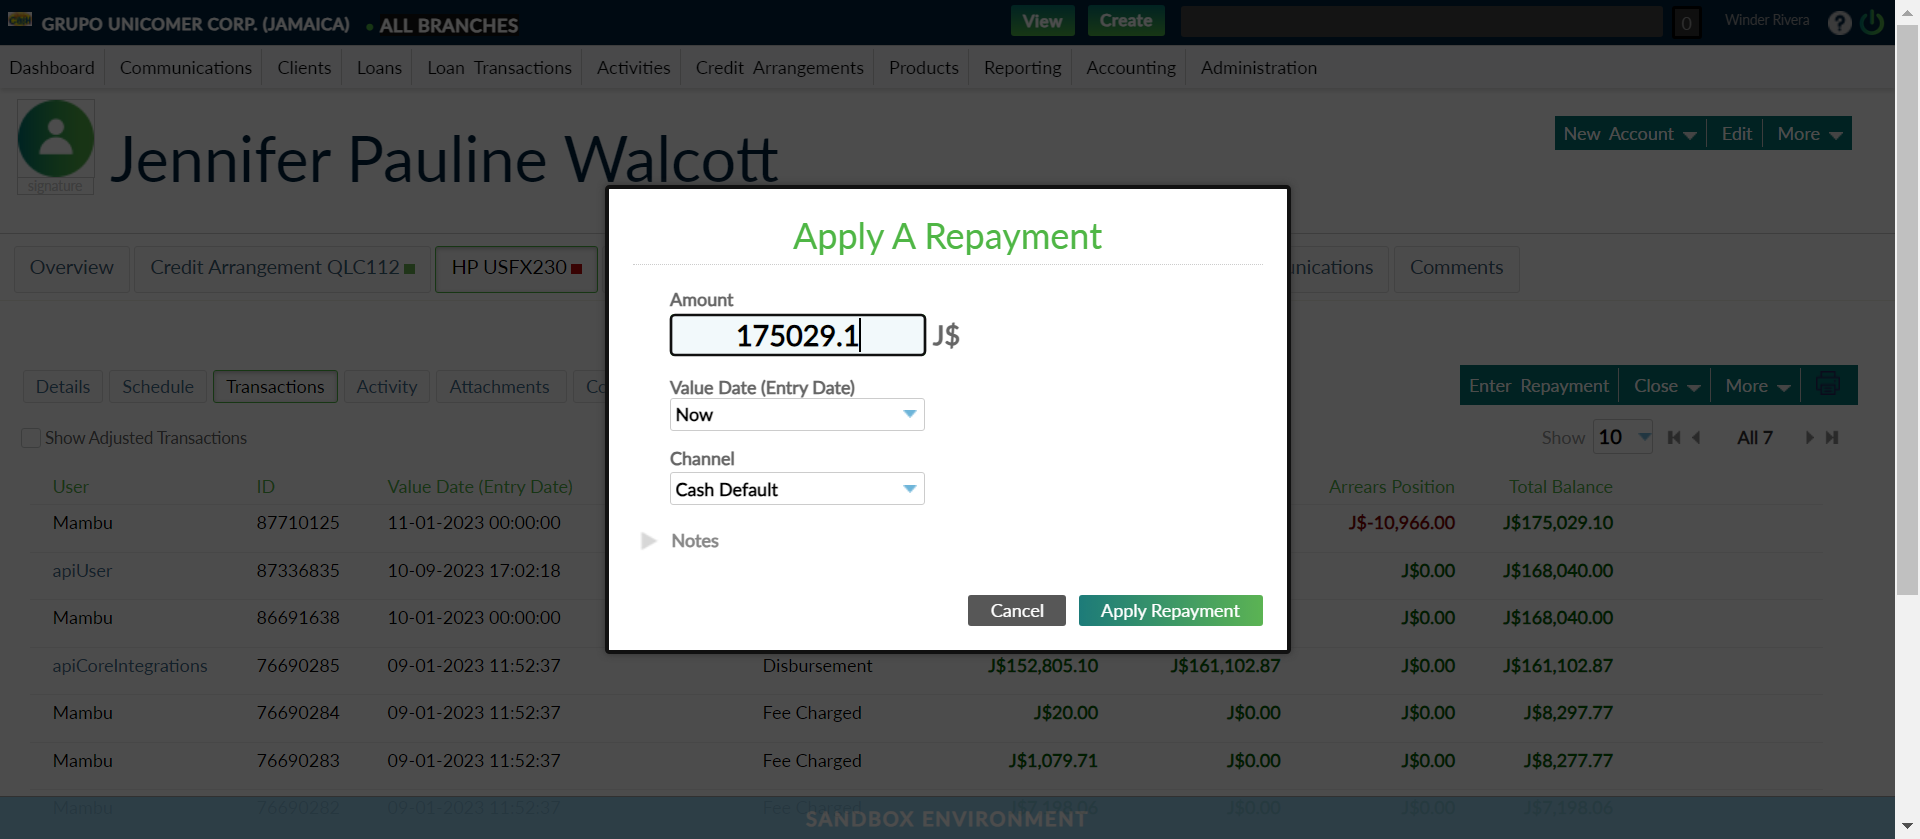 GRUPO UNICOMER CORP. (JAMAICA) ALL BRANCHES View Create 0 Winder Rivera ?
Dashboard Communications Clients Loans Loan Transactions Activities Credit Arrangements Products Reporting Accounting Administration
signature
Jennifer Pauline Walcott
New Account Edit More
Overview Credit Arrangement QLC112 HP USFX230 Comments
Details Schedule Transactions Activity Attachments
Enter Repayment Close More
Show Adjusted Transactions
Show 10 All 7
Apply A Repayment
Amount
175029.1 J$
Value Date (Entry Date)
Now
Channel
Cash Default
Notes
Cancel Apply Repayment
User ID Value Date (Entry Date) Arrears Position Total Balance
Mambu 87710125 11-01-2023 00:00:00 J$-10,966.00 J$175,029.10
apiUser 87336835 10-09-2023 17:02:18 J$0.00 J$168,040.00
Mambu 86691638 10-01-2023 00:00:00 J$0.00 J$168,040.00
apiCoreIntegrations 76690285 09-01-2023 11:52:37 Disbursement J$152,805.10 J$161,102.87 J$0.00 J$161,102.87
Mambu 76690284 09-01-2023 11:52:37 Fee Charged J$20.00 J$0.00 J$0.00 J$8,297.77
Mambu 76690283 09-01-2023 11:52:37 Fee Charged J$1,079.71 J$0.00 J$0.00 J$8,277.77
Mambu 76690282 09-01-2023 11:52:37 Fee Charged J$7,198.06 J$0.00 J$0.00 J$7,198.06
SANDBOX ENVIRONMENT